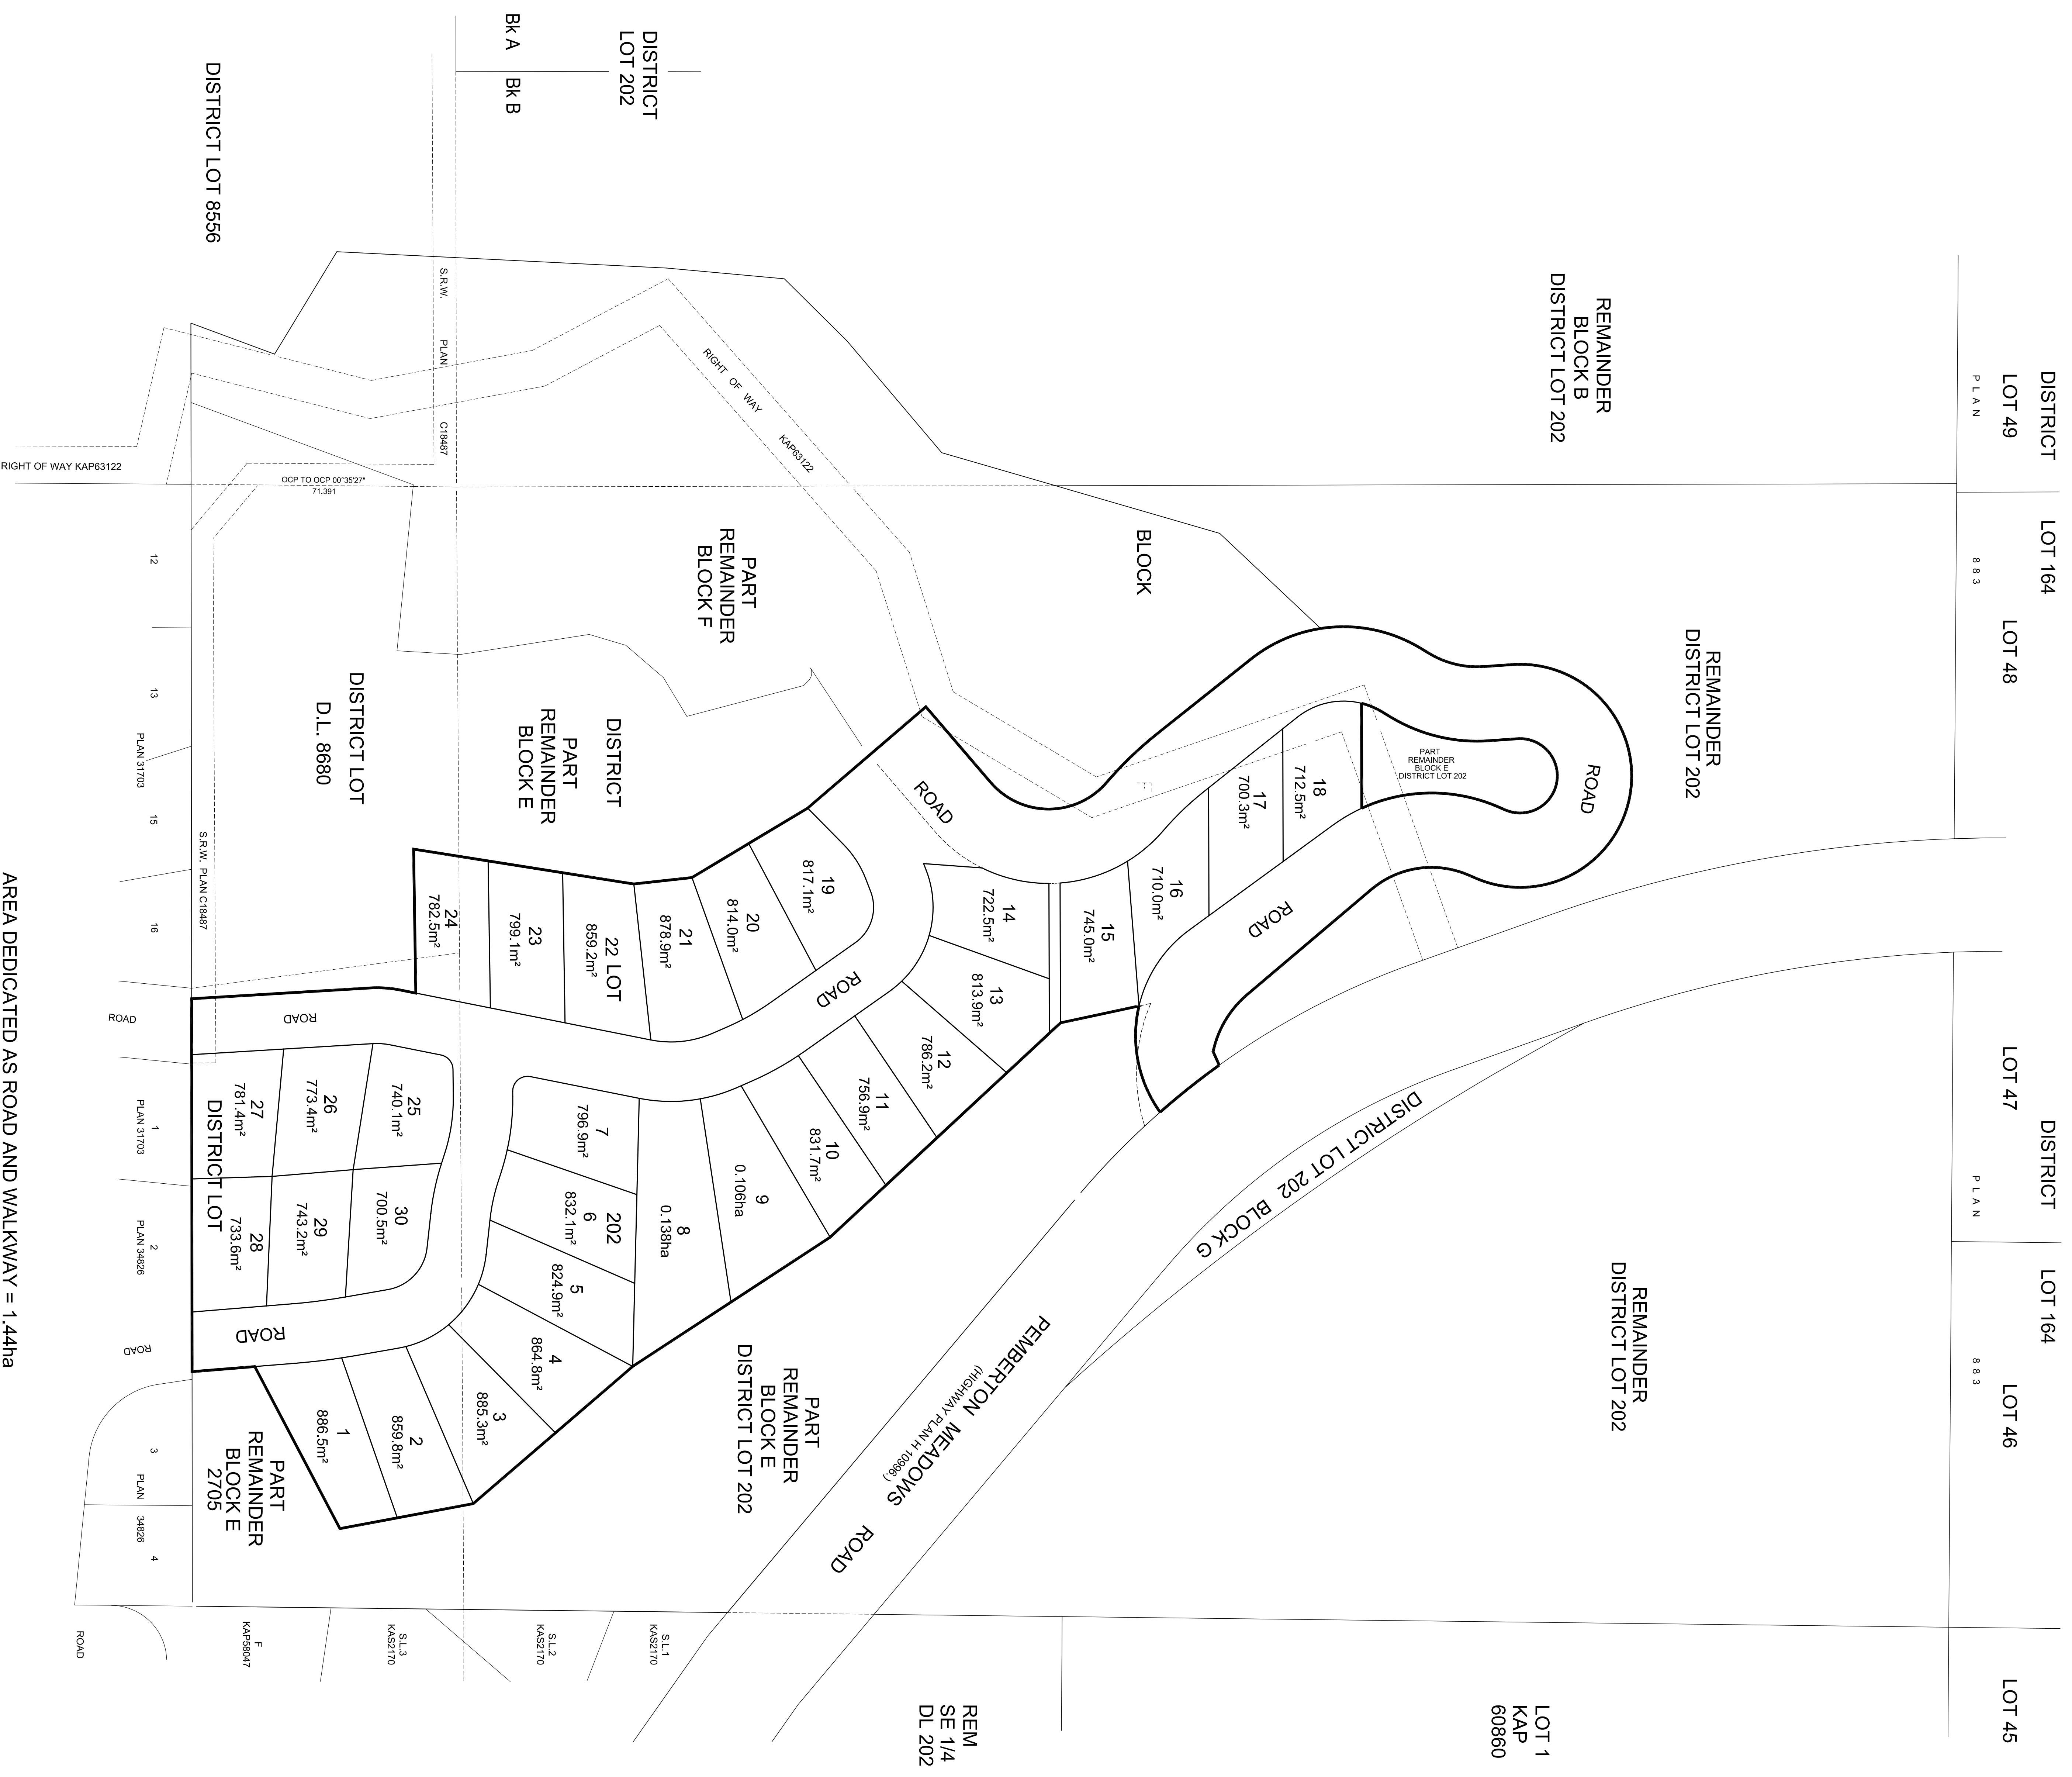 DISTRICT
LOT 49
P L A N
LOT 164
8 8 3
LOT 48
LOT 47
DISTRICT
P L A N
LOT 164
8 8 3
LOT 46
LOT 45
REMAINDER
BLOCK B
DISTRICT LOT 202
REMAINDER
DISTRICT LOT 202
REMAINDER
DISTRICT LOT 202
LOT 1
KAP
60860
REM
SE 1/4
DL 202
DISTRICT
LOT 202
Bk A
Bk B
DISTRICT LOT 8556
S.R.W. PLAN C18487
RIGHT OF WAY KAP63122
RIGHT OF WAY KAP63122
OCP TO OCP 00°35'27"
71.391
BLOCK
PART
REMAINDER
BLOCK F
DISTRICT
PART
REMAINDER
BLOCK E
DISTRICT LOT
D.L. 8680
S.R.W. PLAN C18487
PART
REMAINDER
BLOCK E
DISTRICT LOT 202
ROAD
ROAD
ROAD
ROAD
ROAD
ROAD
18
712.5m²
17
700.3m²
16
710.0m²
15
745.0m²
14
722.5m²
13
813.9m²
12
786.2m²
11
756.9m²
10
831.7m²
9
0.106ha
8
0.138ha
7
796.9m²
202
6
832.1m²
5
824.9m²
4
864.8m²
3
885.3m²
2
859.8m²
1
886.5m²
19
817.1m²
20
814.0m²
21
878.9m²
22 LOT
859.2m²
23
799.1m²
24
782.5m²
25
740.1m²
26
773.4m²
27
781.4m²
DISTRICT LOT
28
733.6m²
29
743.2m²
30
700.5m²
DISTRICT LOT 202 BLOCK G
PEMBERTON MEADOWS ROAD
(HIGHWAY PLAN H 10996,)
PART
REMAINDER
BLOCK E
DISTRICT LOT 202
PART
REMAINDER
BLOCK E
2705
12
13
PLAN 31703
15
16
ROAD
1
PLAN 31703
2
PLAN 34826
ROAD
3
PLAN 34826
4
ROAD
F
KAP58047
S.L.3
KAS2170
S.L.2
KAS2170
S.L.1
KAS2170
AREA DEDICATED AS ROAD AND WALKWAY = 1.44ha